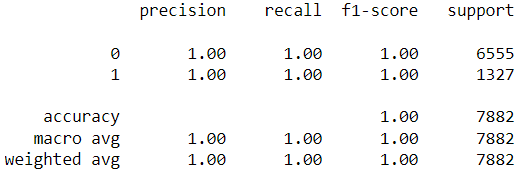 precision recall f1-score support
0 1.00 1.00 1.00 6555
1 1.00 1.00 1.00 1327
accuracy 1.00 7882
macro avg 1.00 1.00 1.00 7882
weighted avg 1.00 1.00 1.00 7882